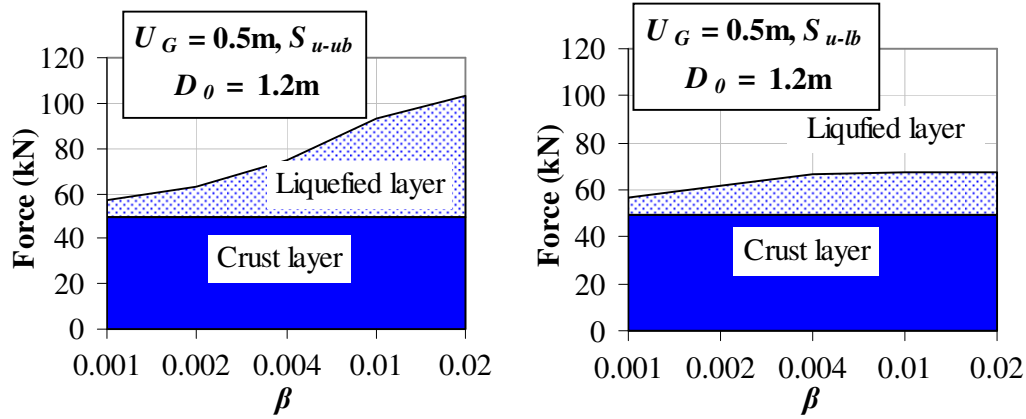 U G = 0.5m, S u-ub
D 0 = 1.2m
120
100
80
60
40
20
0
Force (kN)
Liquefied layer
Crust layer
0.001 0.002 0.004 0.01 0.02
β
U G = 0.5m, S u-lb
D 0 = 1.2m
120
100
80
60
40
20
0
Force (kN)
Liqufied layer
Crust layer
0.001 0.002 0.004 0.01 0.02
β